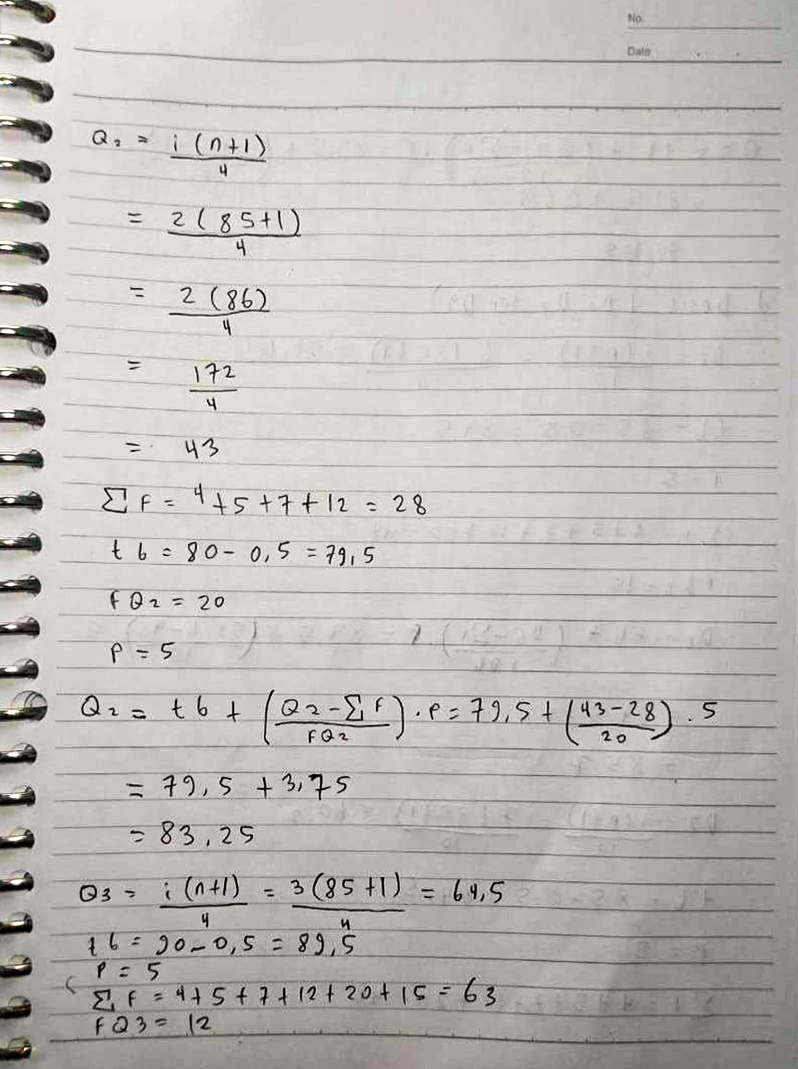 No.
Date
Q₂ = i (n+1) / 4
= 2 (85+1) / 4
= 2 (86) / 4
= 172 / 4
= 43
∑ F = 4+5+7+12 = 28
tb = 80 - 0,5 = 79,5
FQ₂ = 20
P = 5
Q₂ = tb + (Q₂ - ∑ F / FQ₂) . P = 79,5 + (43-28 / 20) . 5
= 79,5 + 3,75
= 83,25
Q3 = i (n+1) / 4 = 3 (85+1) / 4 = 64,5
tb = 90 - 0,5 = 89,5
P = 5
∑ F = 4+5+7+12+20+15 = 63
FQ3 = 12